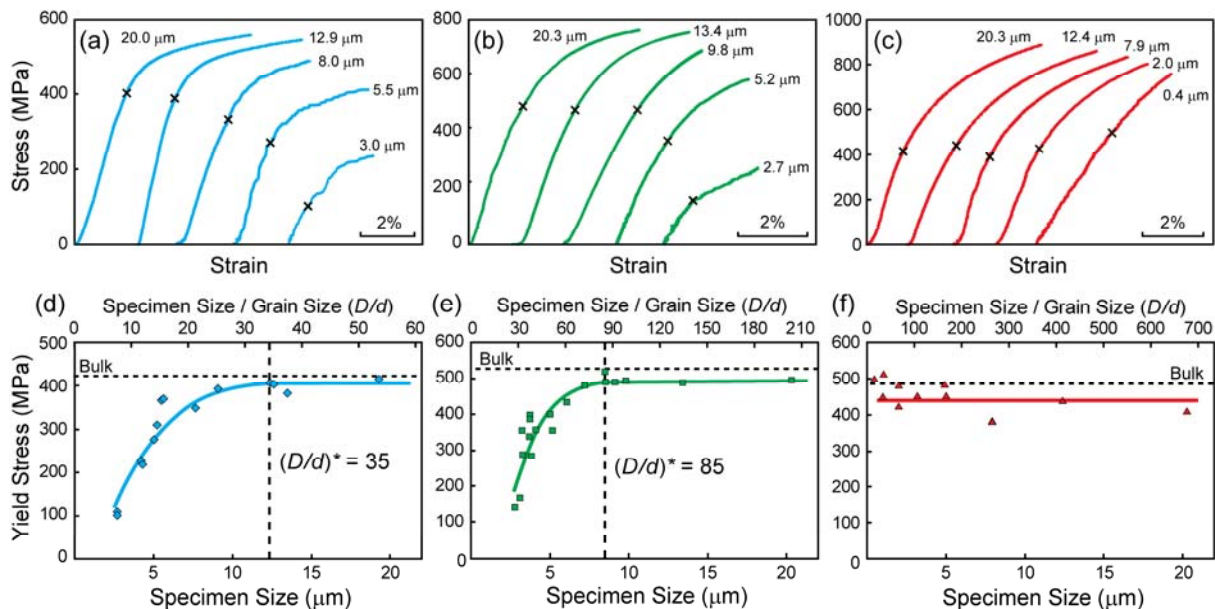 (a)
600
500
400
300
200
100
0
20.0 μm
12.9 μm
8.0 μm
5.5 μm
3.0 μm
2%
Strain
Stress (MPa)
(b)
800
600
400
200
0
20.3 μm
13.4 μm
9.8 μm
5.2 μm
2.7 μm
2%
Strain
(c)
1000
800
600
400
200
0
20.3 μm
12.4 μm
7.9 μm
2.0 μm
0.4 μm
2%
Strain
(d)
Specimen Size / Grain Size (D/d)
0 10 20 30 40 50 60
500
400
300
200
100
0
Bulk
(D/d)* = 35
5 10 15 20
Specimen Size (μm)
Yield Stress (MPa)
(e)
Specimen Size / Grain Size (D/d)
0 30 60 90 120 150 180 210
600
500
400
300
200
100
0
Bulk
(D/d)* = 85
5 10 15 20
Specimen Size (μm)
(f)
Specimen Size / Grain Size (D/d)
0 100 200 300 400 500 600 700
600
500
400
300
200
100
0
Bulk
5 10 15 20
Specimen Size (μm)